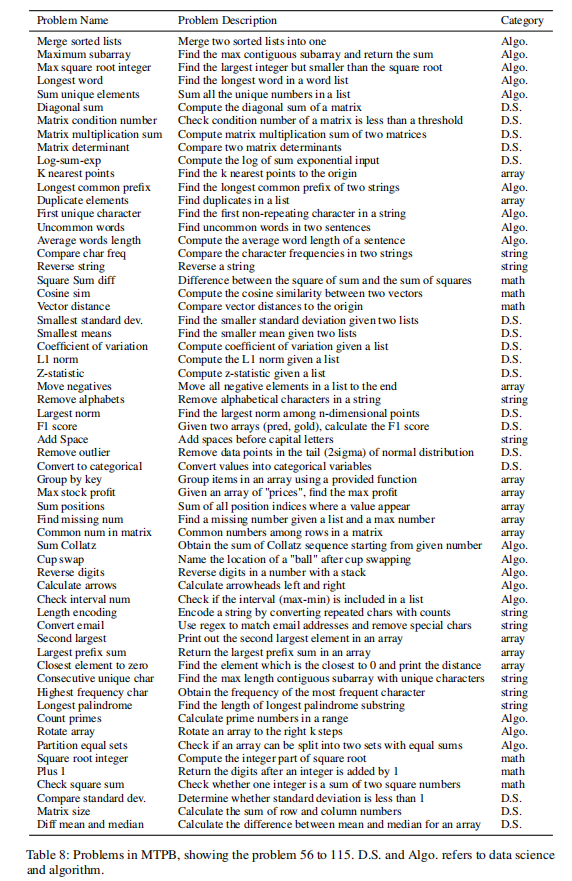 Problem Name Problem Description Category
Merge sorted lists Merge two sorted lists into one Algo.
Maximum subarray Find the max contiguous subarray and return the sum Algo.
Max square root integer Find the largest integer but smaller than the square root Algo.
Longest word Find the longest word in a word list Algo.
Sum unique elements Sum all the unique numbers in a list Algo.
Diagonal sum Compute the diagonal sum of a matrix D.S.
Matrix condition number Check condition number of a matrix is less than a threshold D.S.
Matrix multiplication sum Compute matrix multiplication sum of two matrices D.S.
Matrix determinant Compare two matrix determinants D.S.
Log-sum-exp Compute the log of sum exponential input D.S.
K nearest points Find the k nearest points to the origin array
Longest common prefix Find the longest common prefix of two strings Algo.
Duplicate elements Find duplicates in a list array
First unique character Find the first non-repeating character in a string Algo.
Uncommon words Find uncommon words in two sentences Algo.
Average words length Compute the average word length of a sentence Algo.
Compare char freq Compare the character frequencies in two strings string
Reverse string Reverse a string string
Square Sum diff Difference between the square of sum and the sum of squares math
Cosine sim Compute the cosine similarity between two vectors math
Vector distance Compare vector distances to the origin math
Smallest standard dev. Find the smaller standard deviation given two lists D.S.
Smallest means Find the smaller mean given two lists D.S.
Coefficient of variation Compute coefficient of variation given a list D.S.
L1 norm Compute the L1 norm given a list D.S.
Z-statistic Compute z-statistic given a list D.S.
Move negatives Move all negative elements in a list to the end array
Remove alphabets Remove alphabetical characters in a string string
Largest norm Find the largest norm among n-dimensional points D.S.
F1 score Given two arrays (pred, gold), calculate the F1 score D.S.
Add Space Add spaces before capital letters string
Remove outlier Remove data points in the tail (2sigma) of normal distribution D.S.
Convert to categorical Convert values into categorical variables D.S.
Group by key Group items in an array using a provided function array
Max stock profit Given an array of "prices", find the max profit array
Sum positions Sum of all position indices where a value appear array
Find missing num Find a missing number given a list and a max number array
Common num in matrix Common numbers among rows in a matrix array
Sum Collatz Obtain the sum of Collatz sequence starting from given number Algo.
Cup swap Name the location of a "ball" after cup swapping Algo.
Reverse digits Reverse digits in a number with a stack Algo.
Calculate arrows Calculate arrowheads left and right Algo.
Check interval num Check if the interval (max-min) is included in a list Algo.
Length encoding Encode a string by converting repeated chars with counts string
Convert email Use regex to match email addresses and remove special chars string
Second largest Print out the second largest element in an array array
Largest prefix sum Return the largest prefix sum in an array array
Closest element to zero Find the element which is the closest to 0 and print the distance array
Consecutive unique char Find the max length contiguous subarray with unique characters string
Highest frequency char Obtain the frequency of the most frequent character string
Longest palindrome Find the length of longest palindrome substring string
Count primes Calculate prime numbers in a range Algo.
Rotate array Rotate an array to the right k steps Algo.
Partition equal sets Check if an array can be split into two sets with equal sums Algo.
Square root integer Compute the integer part of square root math
Plus 1 Return the digits after an integer is added by 1 math
Check square sum Check whether one integer is a sum of two square numbers math
Compare standard dev. Determine whether standard deviation is less than 1 D.S.
Matrix size Calculate the sum of row and column numbers D.S.
Diff mean and median Calculate the difference between mean and median for an array D.S.
Table 8: Problems in MTPB, showing the problem 56 to 115. D.S. and Algo. refers to data science
and algorithm.